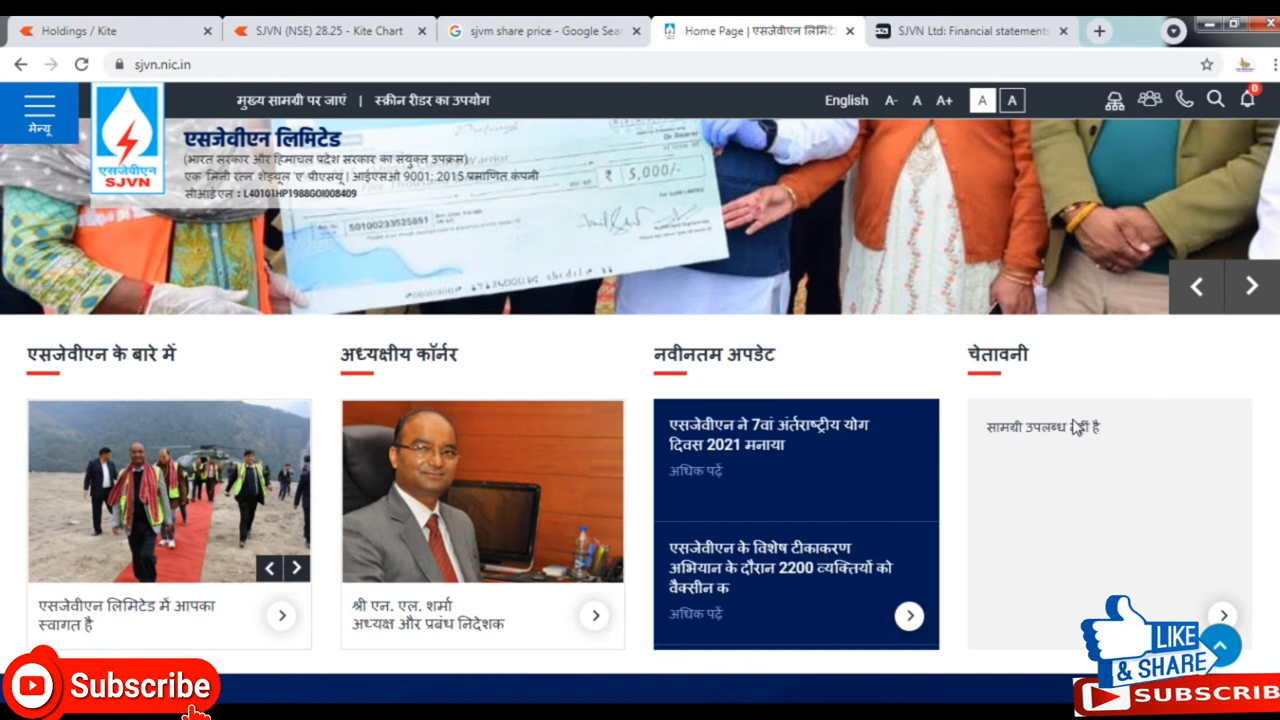 Holdings / Kite
SJVN (NSE) 28.25 - Kite Chart
sjvm share price - Google Sea
Home Page | एसजेवीएन लिमिटे
SJVN Ltd: Financial statements
sjvn.nic.in
मेन्यू
मुख्य सामग्री पर जाएं | स्क्रीन रीडर का उपयोग
English A- A A+ A A
0
एसजेवीएन
SJVN
एसजेवीएन लिमिटेड
(भारत सरकार और हिमाचल प्रदेश सरकार का संयुक्त उपक्रम)
एक 'मिनी रत्न' शेड्यूल 'ए' पीएसयू | आईएसओ 9001: 2015 प्रमाणित कंपनी
सीआईएन : L40101HP1988GOI008409
₹ 5,000/-
50100233525851
एसजेवीएन के बारे में
अध्यक्षीय कॉर्नर
नवीनतम अपडेट
चेतावनी
एसजेवीएन लिमिटेड में आपका
स्वागत है
श्री एन. एल. शर्मा
अध्यक्ष और प्रबंध निदेशक
एसजेवीएन ने 7वां अंर्तराष्ट्रीय योग
दिवस 2021 मनाया
अधिक पढ़ें
एसजेवीएन के विशेष टीकाकरण
अभियान के दौरान 2200 व्यक्तियों को
वैक्सीन क
अधिक पढ़ें
सामग्री उपलब्ध नहीं है
Subscribe
LIKE
& SHARE
SUBSCRIB